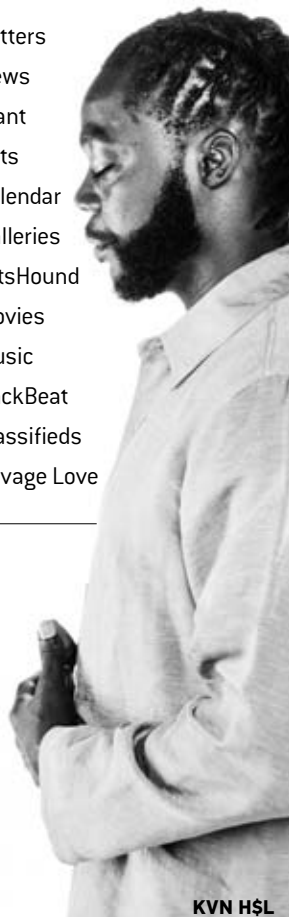 tters
ews
ant
ts
lendar
lleries
tsHound
ovies
usic
ckBeat
assifieds
vage Love
KVN H$L